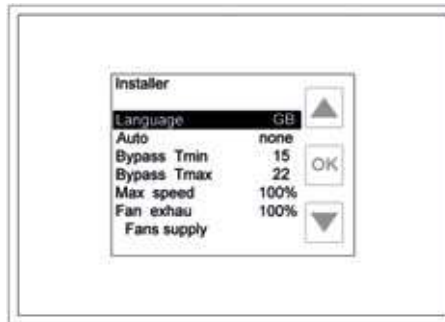 Installer
Language GB
Auto none
Bypass Tmin 15
Bypass Tmax 22
OK
Max speed 100%
Fan exhau 100%
Fans supply